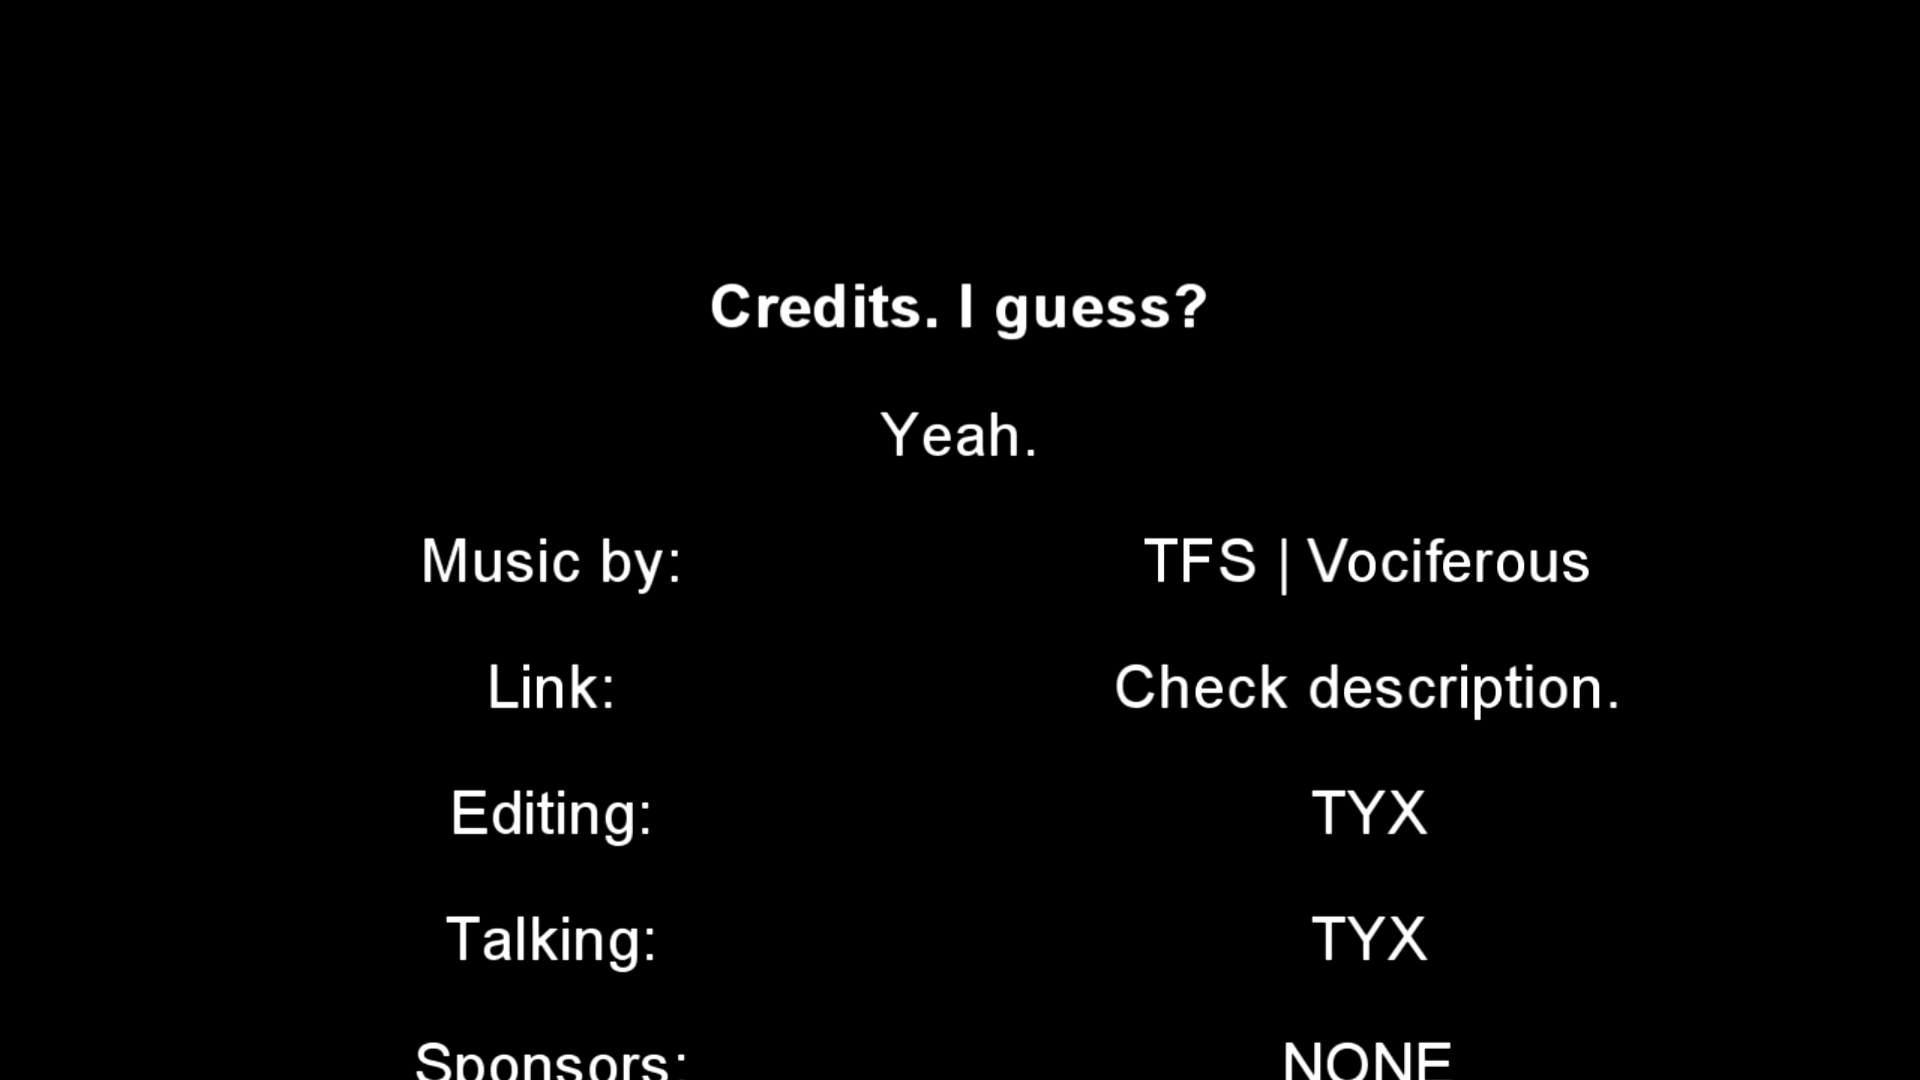 Credits. I guess?
Yeah.
Music by: TFS | Vociferous
Link: Check description.
Editing: TYX
Talking: TYX
Sponsors: NONE